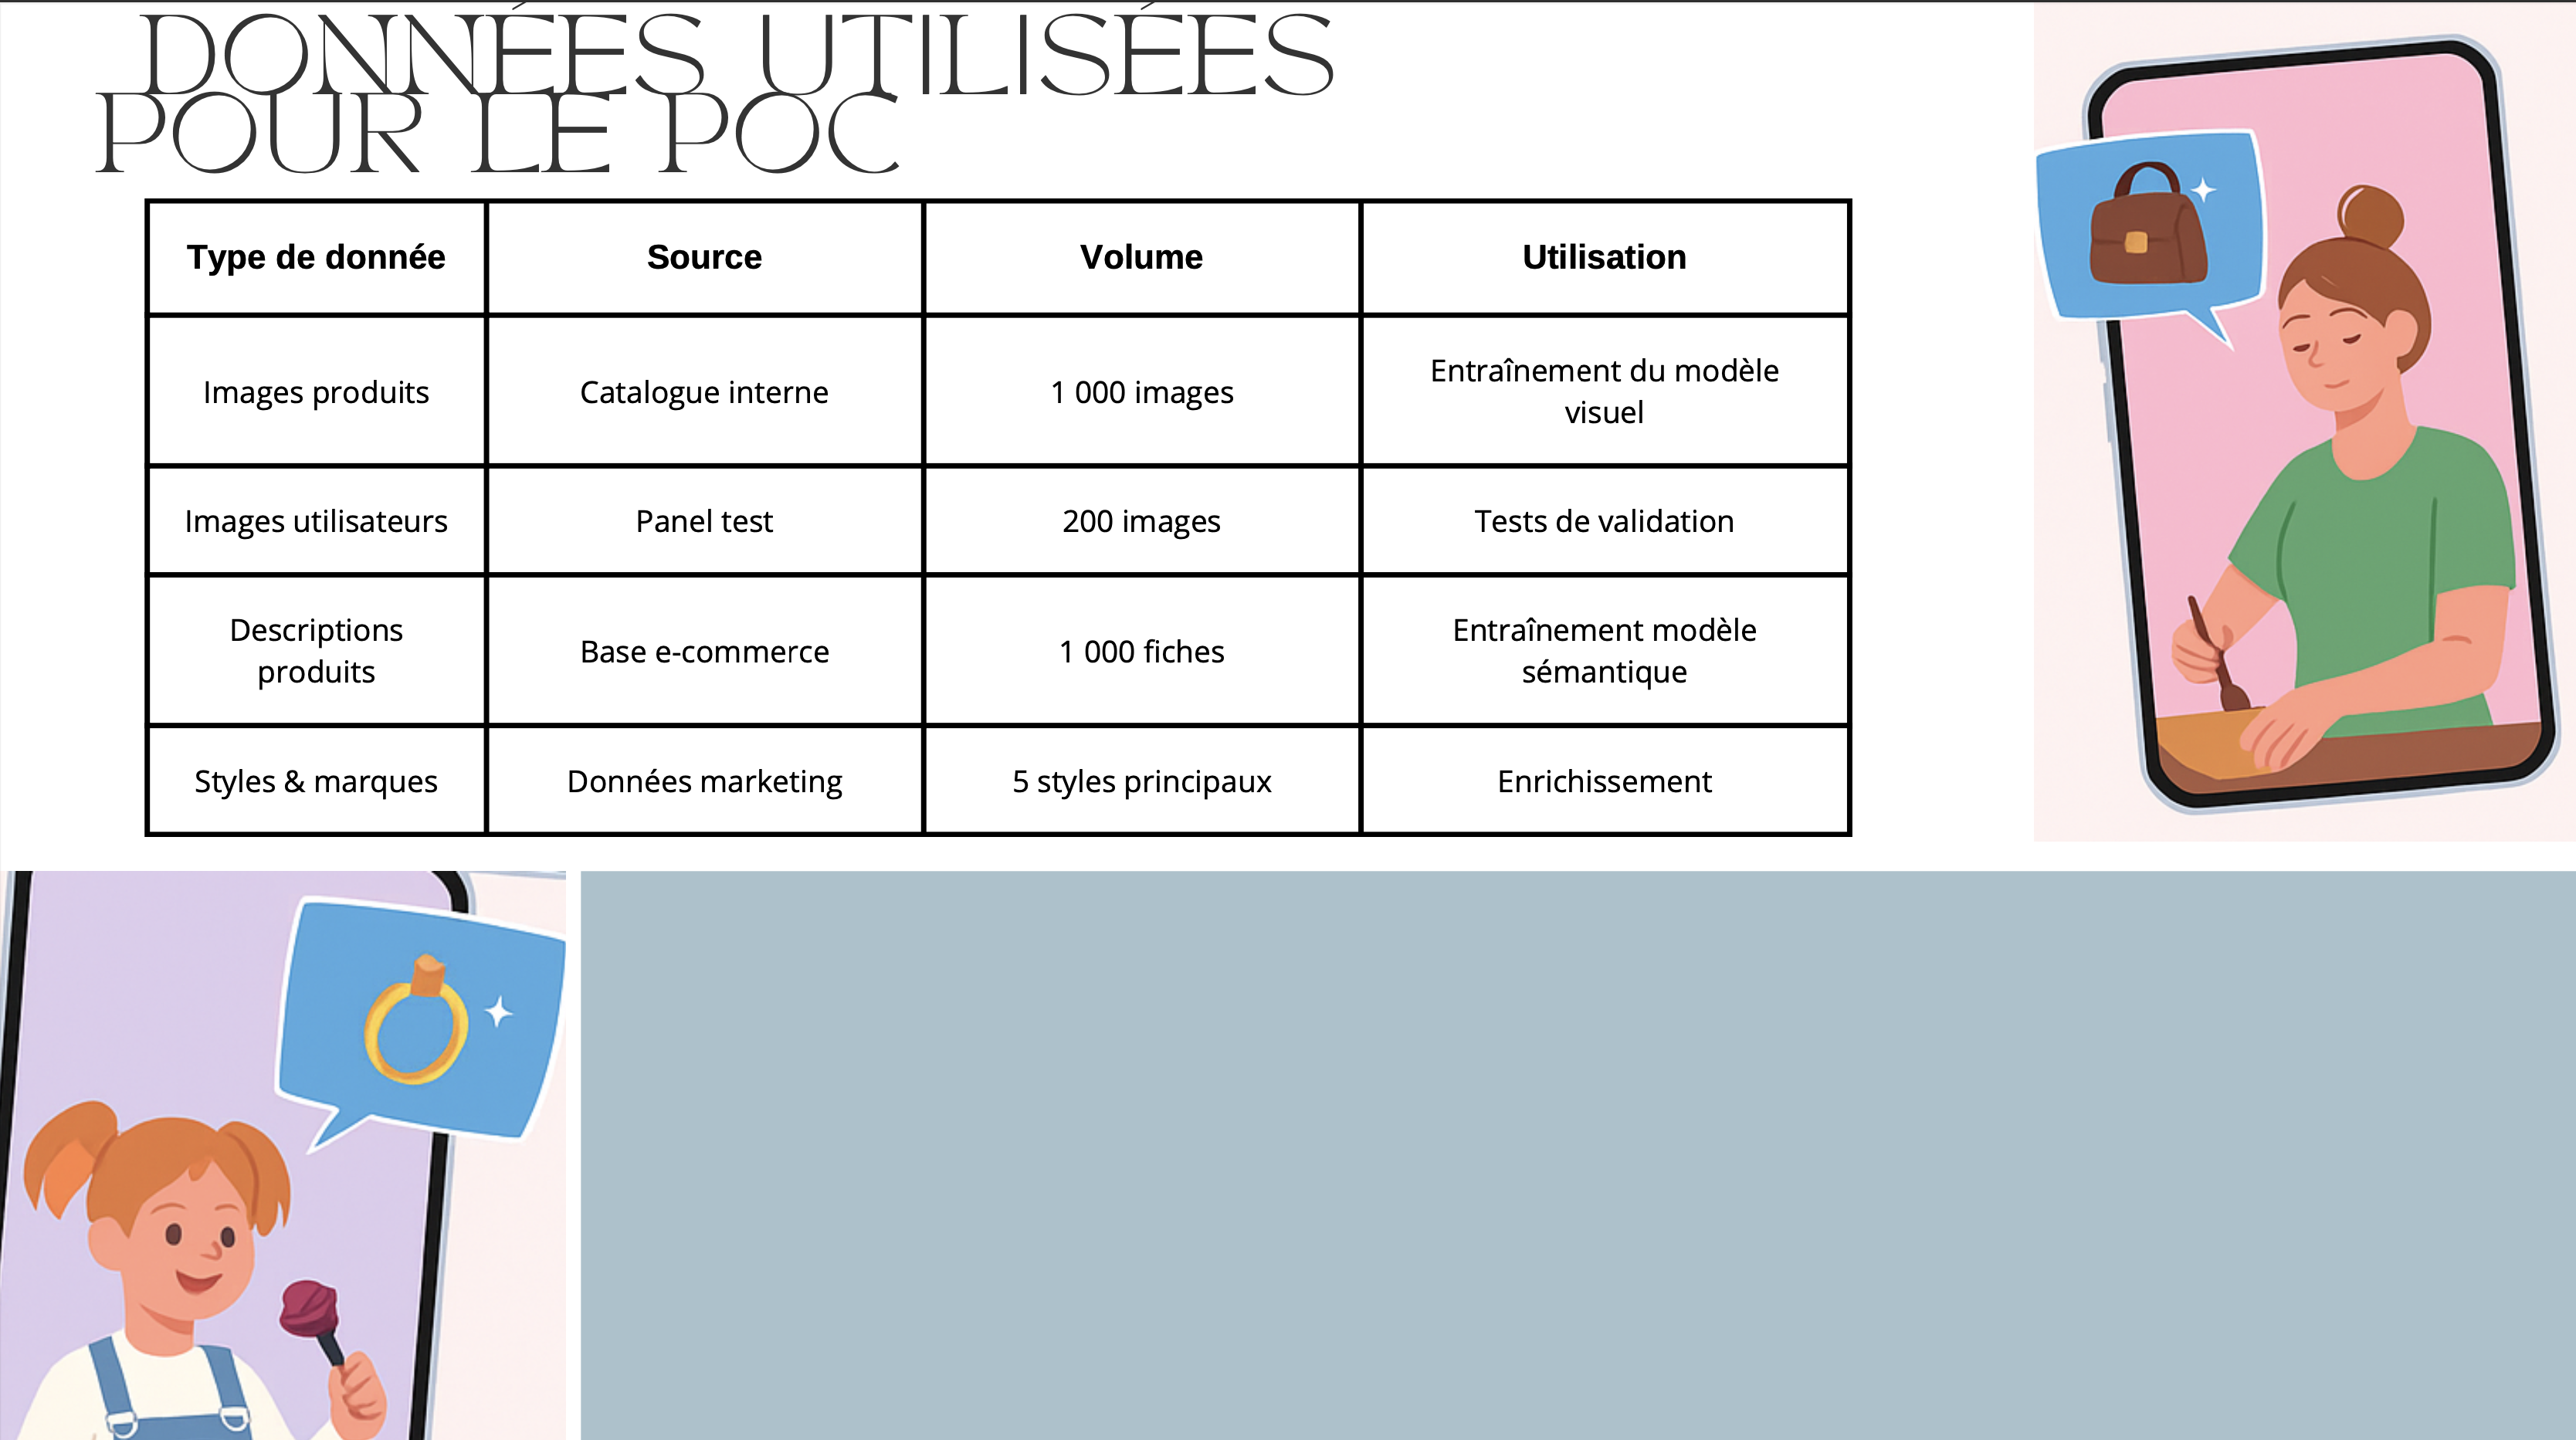 DONNÉES UTILISÉES
POUR LE POC
Type de donnée Source Volume Utilisation
Images produits Catalogue interne 1 000 images Entraînement du modèle
visuel
Images utilisateurs Panel test 200 images Tests de validation
Descriptions
produits Base e-commerce 1 000 fiches Entraînement modèle
sémantique
Styles & marques Données marketing 5 styles principaux Enrichissement